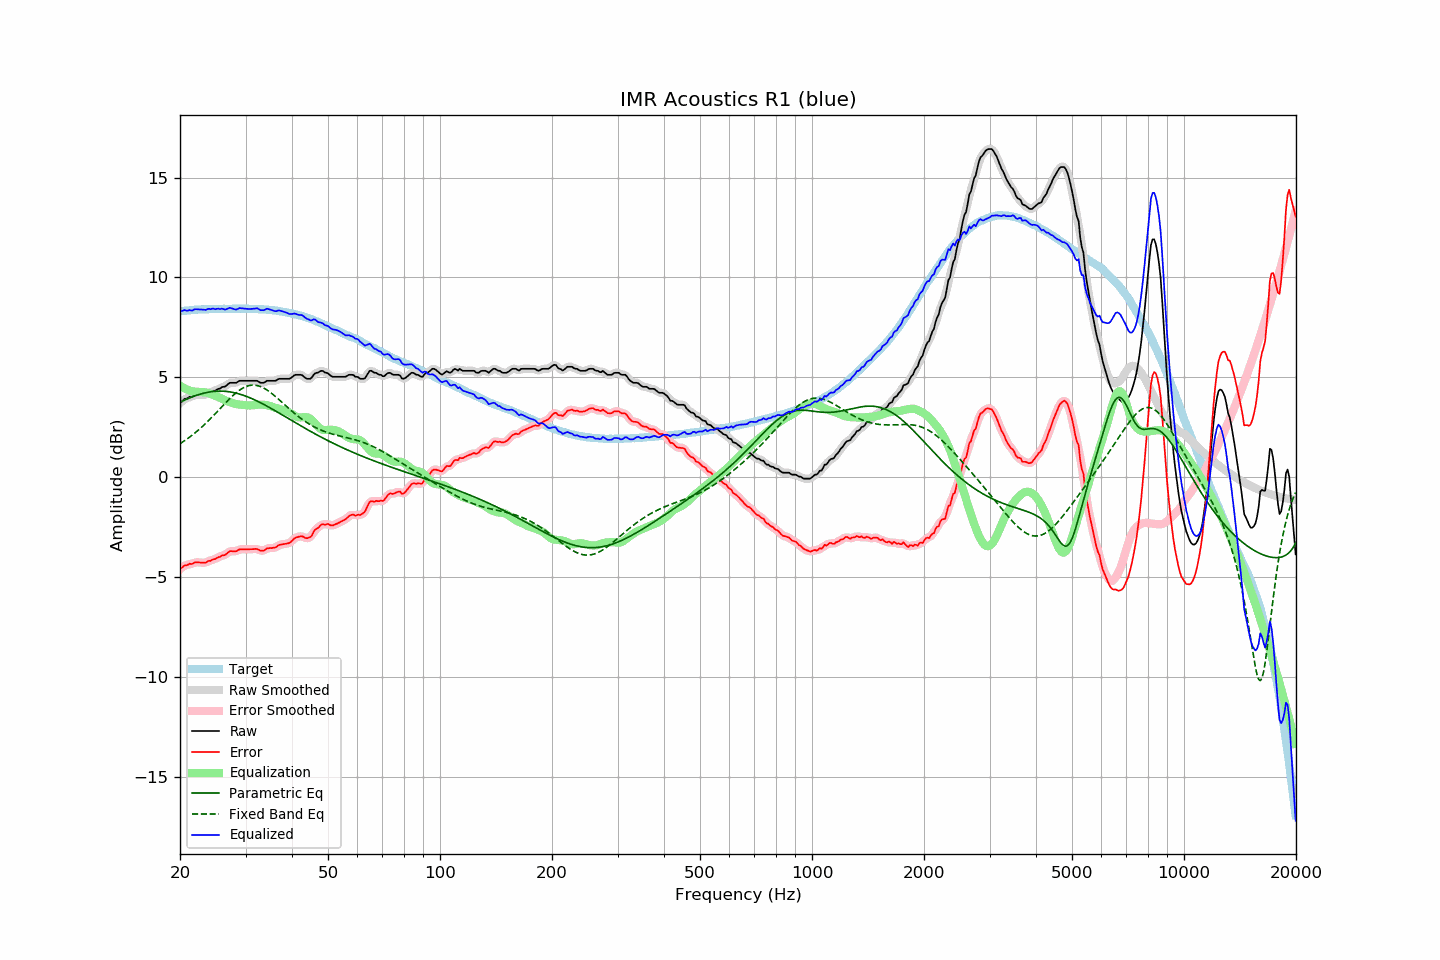 IMR Acoustics R1 (blue)
Amplitude (dBr)
15
10
5
0
−5
−10
−15
Target
Raw Smoothed
Error Smoothed
Raw
Error
Equalization
Parametric Eq
Fixed Band Eq
Equalized
20 50 100 200 500 1000 2000 5000 10000 20000
Frequency (Hz)